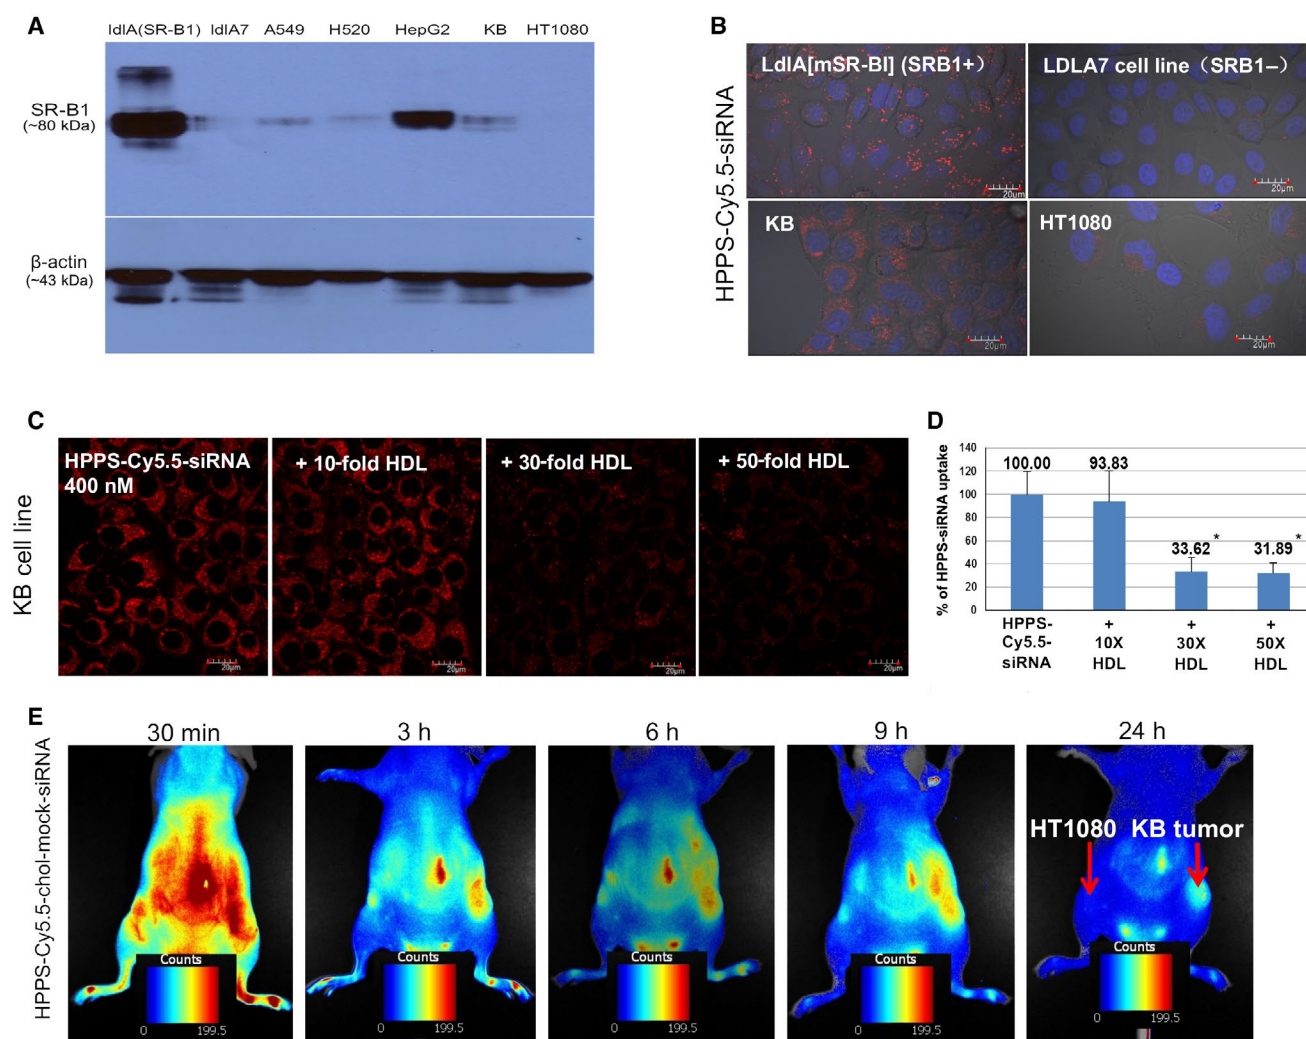 A
ldlA(SR-B1) ldlA7 A549 H520 HepG2 KB HT1080
SR-B1
(~80 kDa)
β-actin
(~43 kDa)
B
HPPS-Cy5.5-siRNA
LdlA[mSR-BI] (SRB1+)
20µm
LDLA7 cell line (SRB1–)
20µm
KB
20µm
HT1080
20µm
C
KB cell line
HPPS-Cy5.5-siRNA
400 nM
20µm
+ 10-fold HDL
20µm
+ 30-fold HDL
20µm
+ 50-fold HDL
20µm
D
% of HPPS-siRNA uptake
140
120
100
80
60
40
20
0
100.00
93.83
33.62 *
31.89 *
HPPS-
Cy5.5-
siRNA
+
10X
HDL
+
30X
HDL
+
50X
HDL
E
HPPS-Cy5.5-chol-mock-siRNA
30 min
3 h
6 h
9 h
24 h
HT1080 KB tumor
Counts
0 199.5
Counts
0 199.5
Counts
0 199.5
Counts
0 199.5
Counts
0 199.5